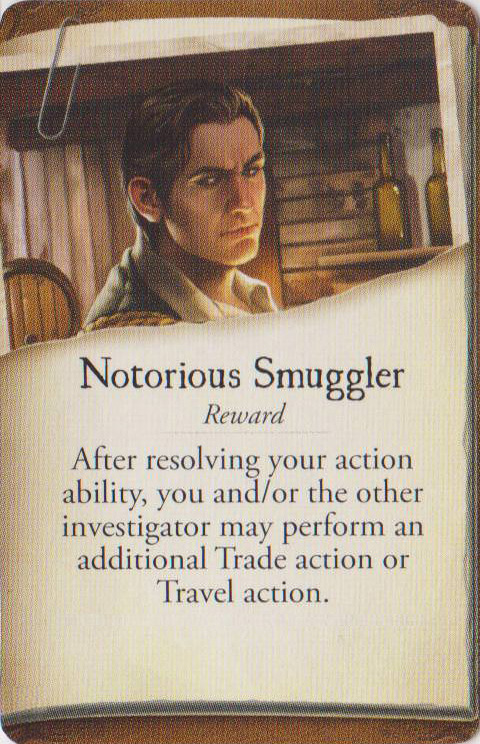 Notorious Smuggler
Reward
After resolving your action
ability, you and/or the other
investigator may perform an
additional Trade action or
Travel action.